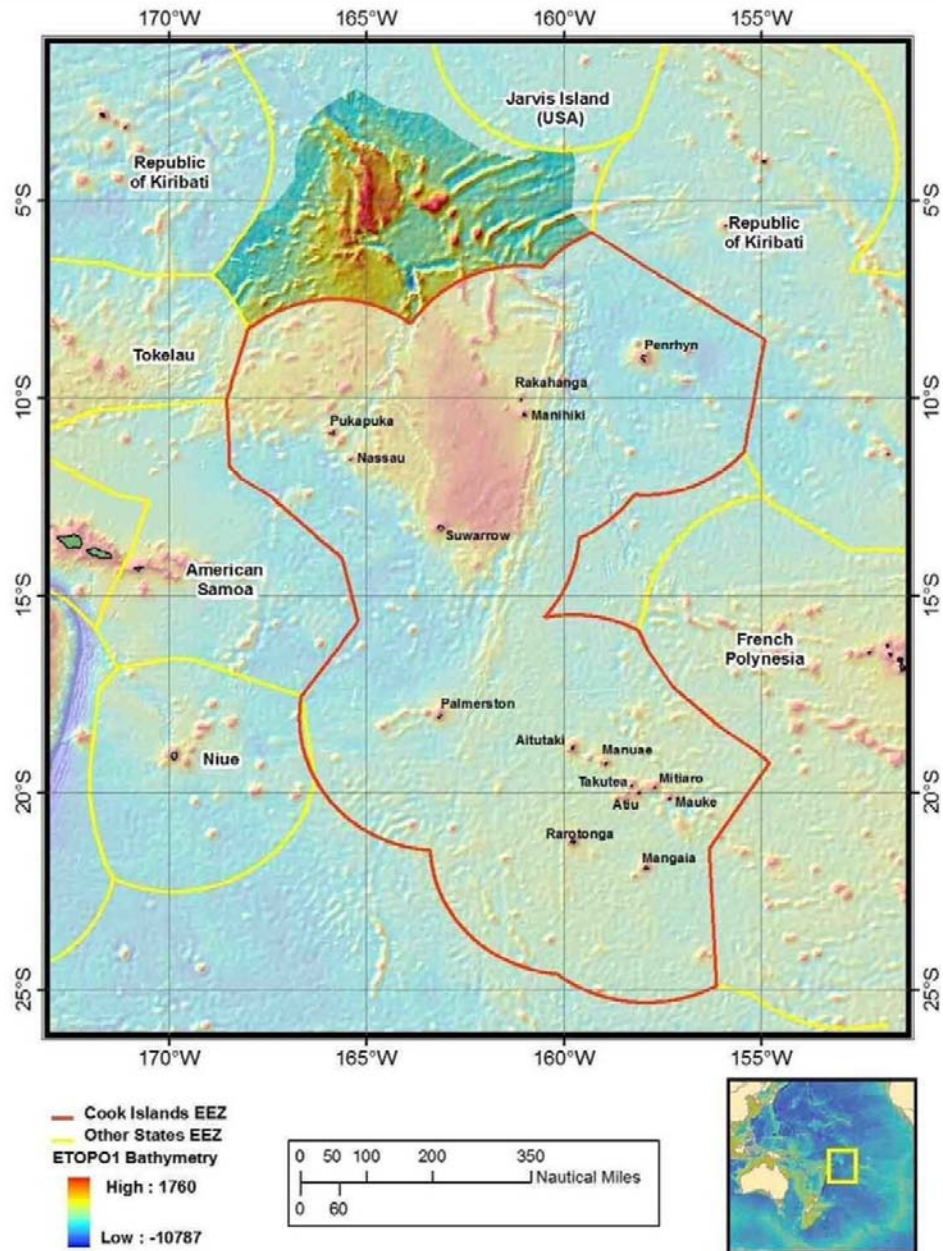 170°W 165°W 160°W 155°W
Jarvis Island
(USA)
Republic
of Kiribati
5°S 5°S
Republic
of Kiribati
Tokelau
Penrhyn
Rakahanga
10°S 10°S
Manihiki
Pukapuka
Nassau
Suwarrow
American
Samoa
15°S 15°S
French
Polynesia
Palmerston
Aitutaki
Manuae
Niue
Takutea
Mitiaro
20°S 20°S
Atiu
Mauke
Rarotonga
Mangaia
25°S 25°S
170°W 165°W 160°W 155°W
Cook Islands EEZ
Other States EEZ
ETOPO1 Bathymetry
High : 1760
Low : -10787
0 50 100 200 350
Nautical Miles
0 60